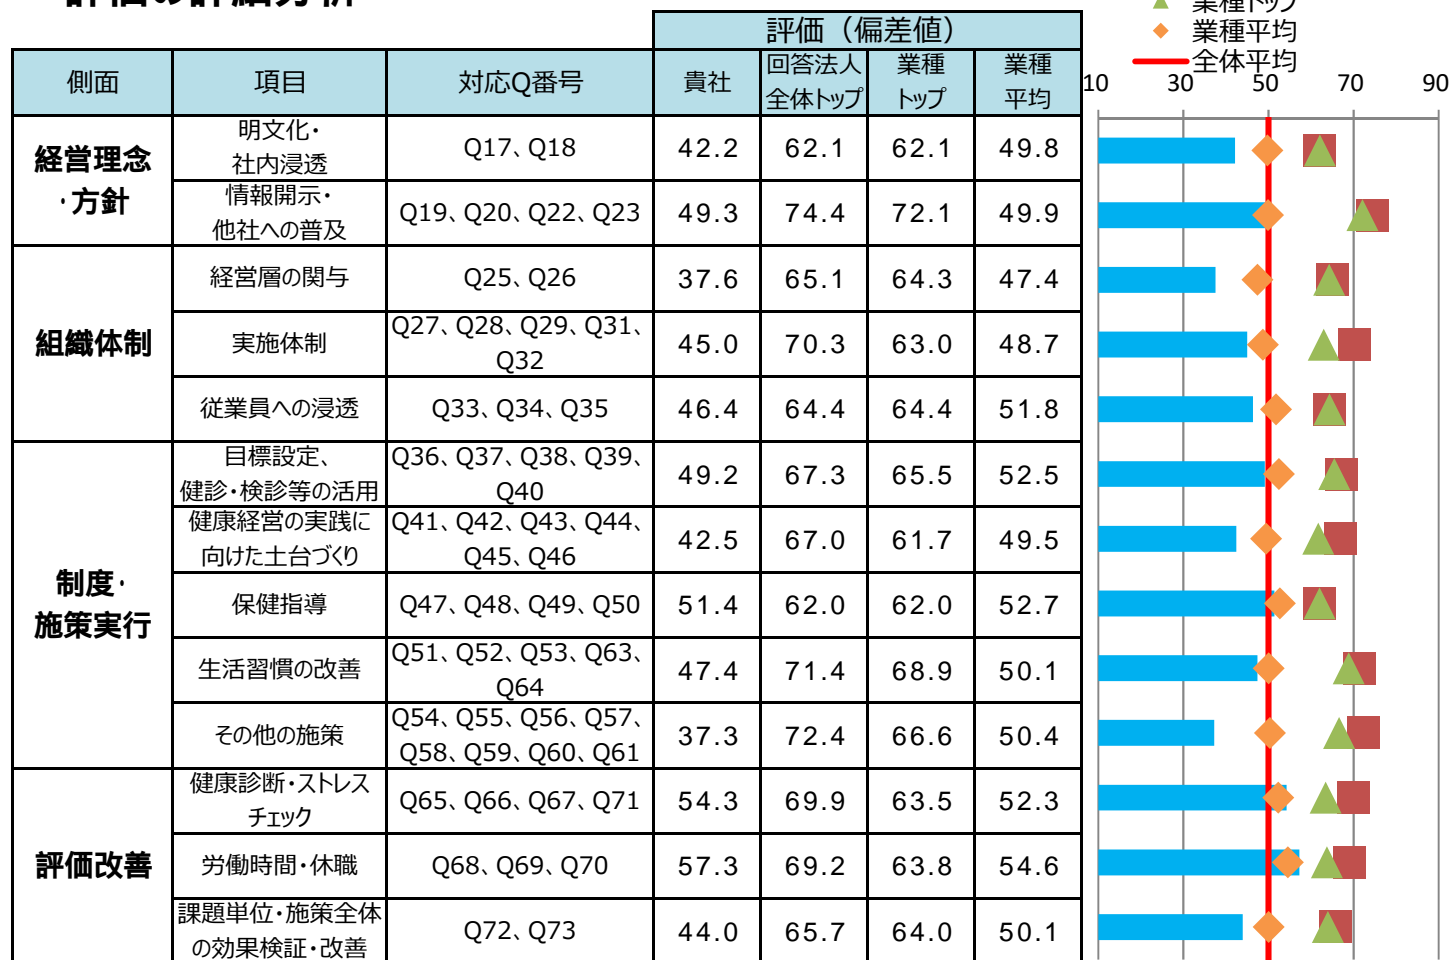 評価の詳細分析
業種トップ
業種平均
全体平均
評価（偏差値）
側面 項目 対応Q番号 貴社 回答法人全体トップ 業種トップ 業種平均
10 30 50 70 90
経営理念・方針
明文化・社内浸透 Q17、Q18 42.2 62.1 62.1 49.8
情報開示・他社への普及 Q19、Q20、Q22、Q23 49.3 74.4 72.1 49.9
組織体制
経営層の関与 Q25、Q26 37.6 65.1 64.3 47.4
実施体制 Q27、Q28、Q29、Q31、Q32 45.0 70.3 63.0 48.7
従業員への浸透 Q33、Q34、Q35 46.4 64.4 64.4 51.8
制度・施策実行
目標設定、健診・検診等の活用 Q36、Q37、Q38、Q39、Q40 49.2 67.3 65.5 52.5
健康経営の実践に向けた土台づくり Q41、Q42、Q43、Q44、Q45、Q46 42.5 67.0 61.7 49.5
保健指導 Q47、Q48、Q49、Q50 51.4 62.0 62.0 52.7
生活習慣の改善 Q51、Q52、Q53、Q63、Q64 47.4 71.4 68.9 50.1
その他の施策 Q54、Q55、Q56、Q57、Q58、Q59、Q60、Q61 37.3 72.4 66.6 50.4
評価改善
健康診断・ストレスチェック Q65、Q66、Q67、Q71 54.3 69.9 63.5 52.3
労働時間・休職 Q68、Q69、Q70 57.3 69.2 63.8 54.6
課題単位・施策全体の効果検証・改善 Q72、Q73 44.0 65.7 64.0 50.1